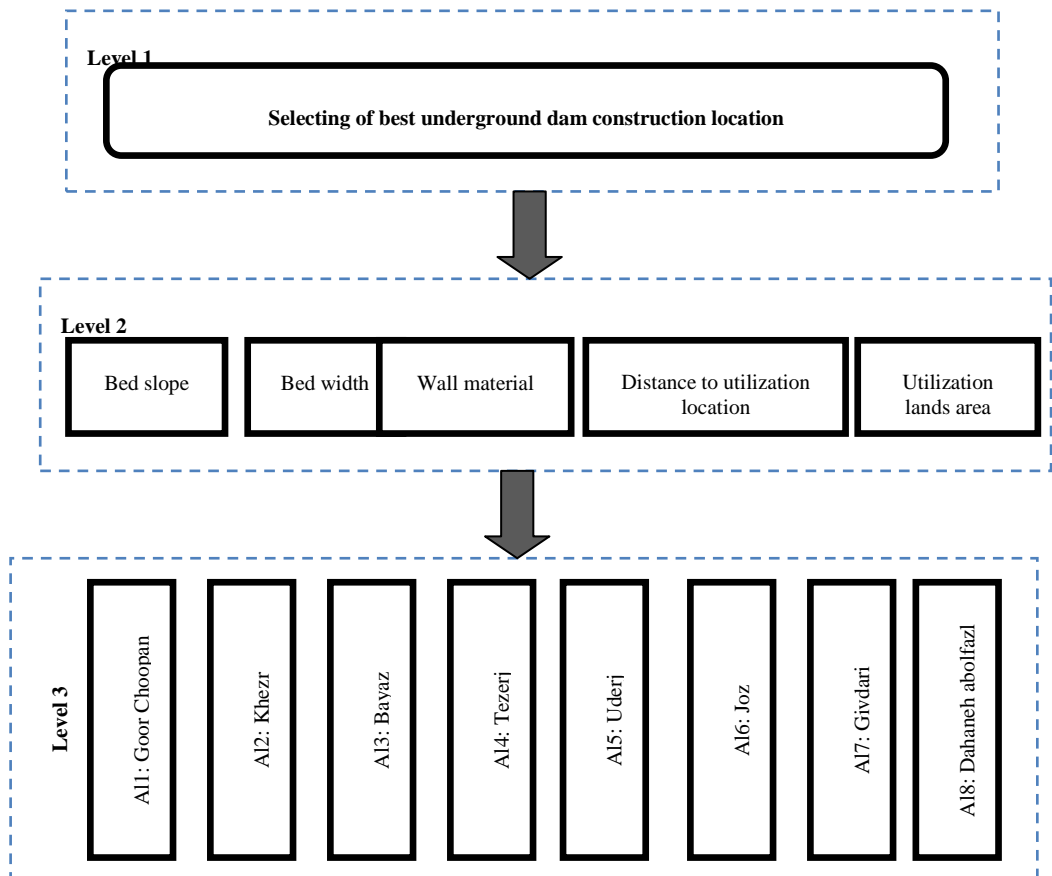 Level 1
Selecting of best underground dam construction location
Level 2
Bed slope
Bed width
Wall material
Distance to utilization
location
Utilization
lands area
Level 3
Al1: Goor Choopan
Al2: Khezr
Al3: Bayaz
Al4: Tezerj
Al5: Uderj
Al6: Joz
Al7: Givdari
Al8: Dahaneh abolfazl